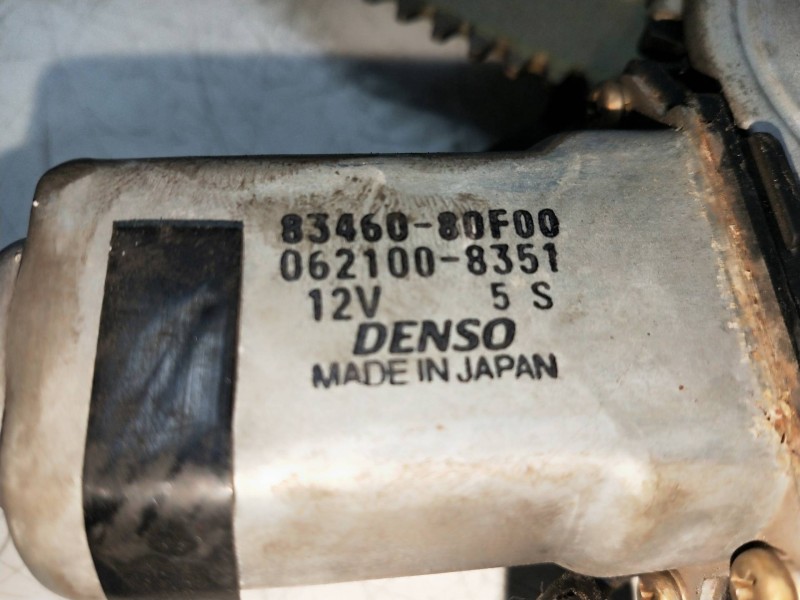 83460-80F00
062100-8351
12V 5 S
DENSO
MADE IN JAPAN